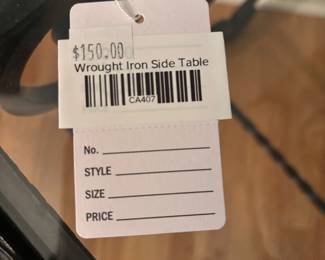 $150.00
Wrought Iron Side Table
CA407
No.
STYLE
SIZE
PRICE